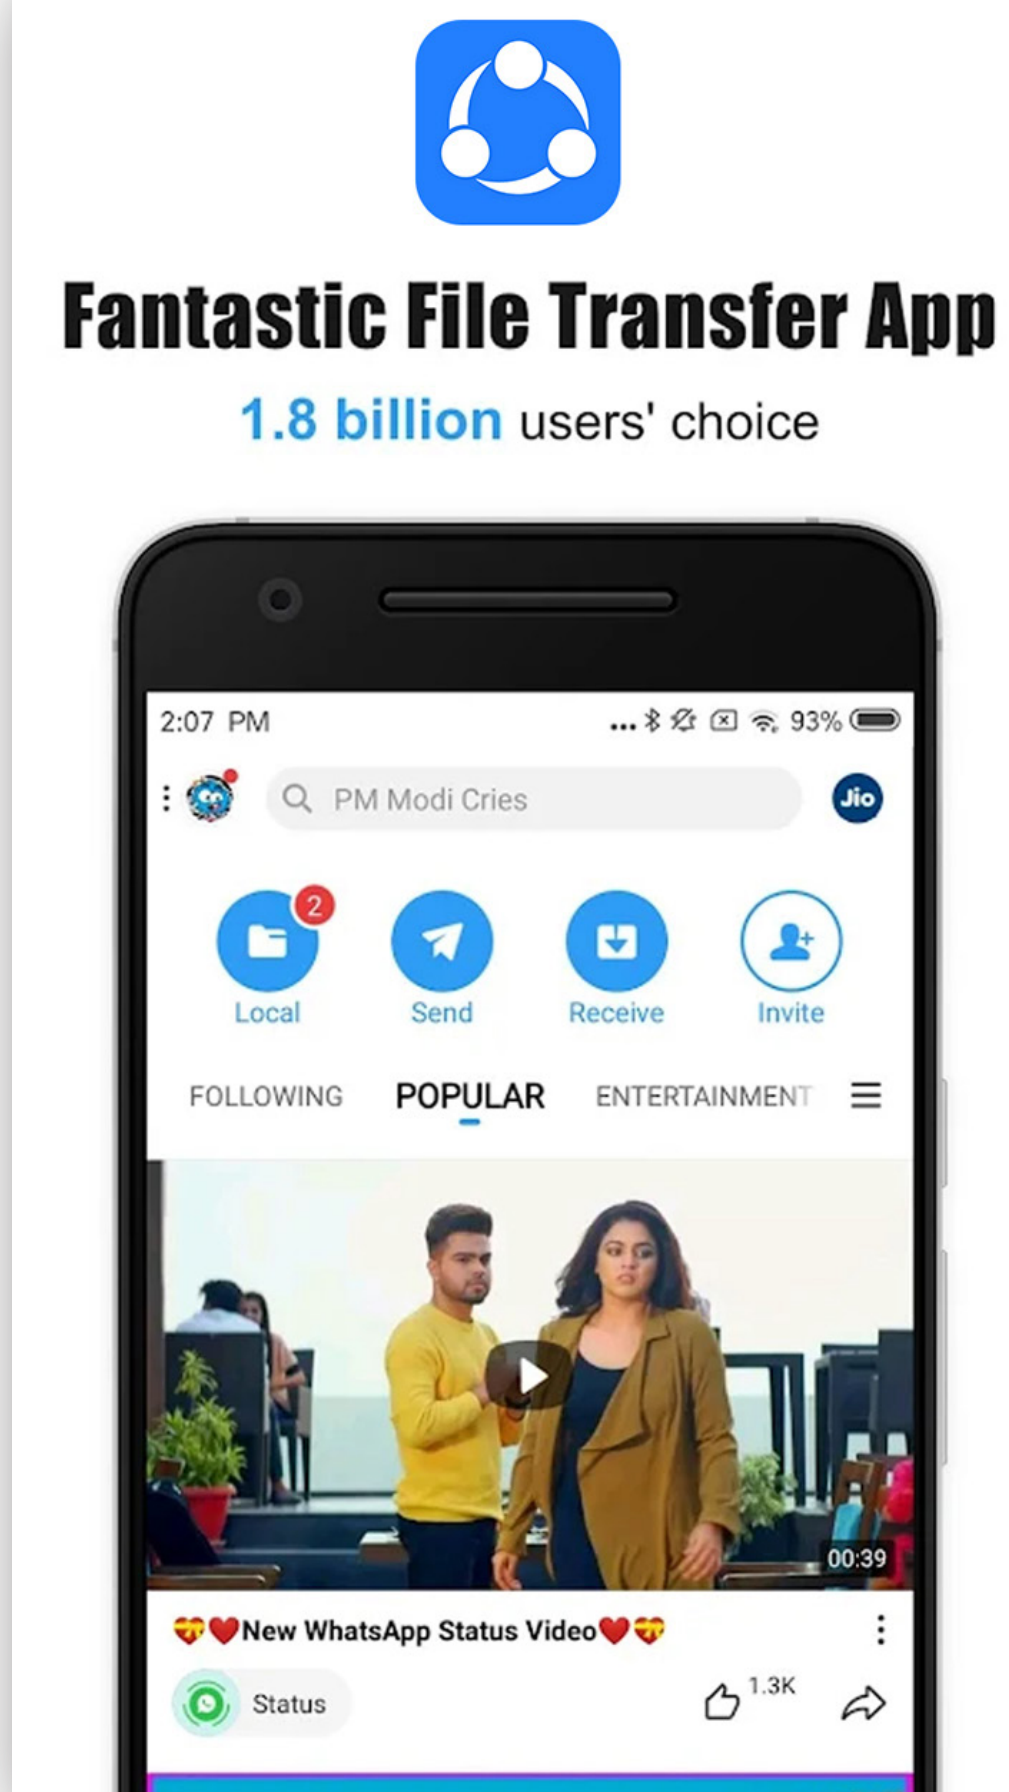 Fantastic File Transfer App
1.8 billion users' choice
2:07 PM
93%
PM Modi Cries
Jio
2
Local
Send
Receive
Invite
FOLLOWING
POPULAR
ENTERTAINMENT
00:39
💝❤️New WhatsApp Status Video❤️💝
Status
1.3K